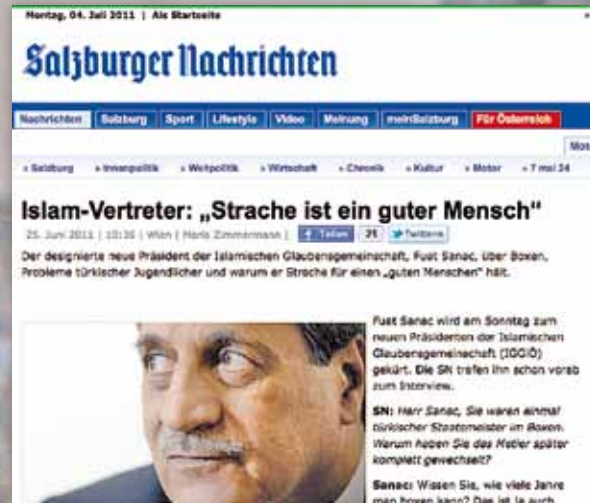 Montag, 04. Juli 2011 | Als Startseite
Salzburger Nachrichten
Nachrichten Salzburg Sport Lifestyle Video Meinung meinSalzburg Für Österreich
Mot
» Salzburg » Innenpolitik » Weltpolitik » Wirtschaft » Chronik » Kultur » Motor » 7 mal 24
Islam-Vertreter: „Strache ist ein guter Mensch“
25. Juni 2011 | 10:36 | Wien | Maria Zimmermann | Teilen 21 Twittern
Der designierte neue Präsident der Islamischen Glaubensgemeinschaft, Fuat Sanac, über Boxen,
Probleme türkischer Jugendlicher und warum er Strache für einen „guten Menschen“ hält.
Fuat Sanac wird am Sonntag zum
neuen Präsidenten der Islamischen
Glaubensgemeinschaft (IGGiÖ)
gekürt. Die SN trafen ihn schon vorab
zum Interview.
SN: Herr Sanac, Sie waren einmal
türkischer Staatsmeister im Boxen.
Warum haben Sie das Metier später
komplett gewechselt?
Sanac: Wissen Sie, wie viele Jahre
man boxen kann? Das ist ja auch